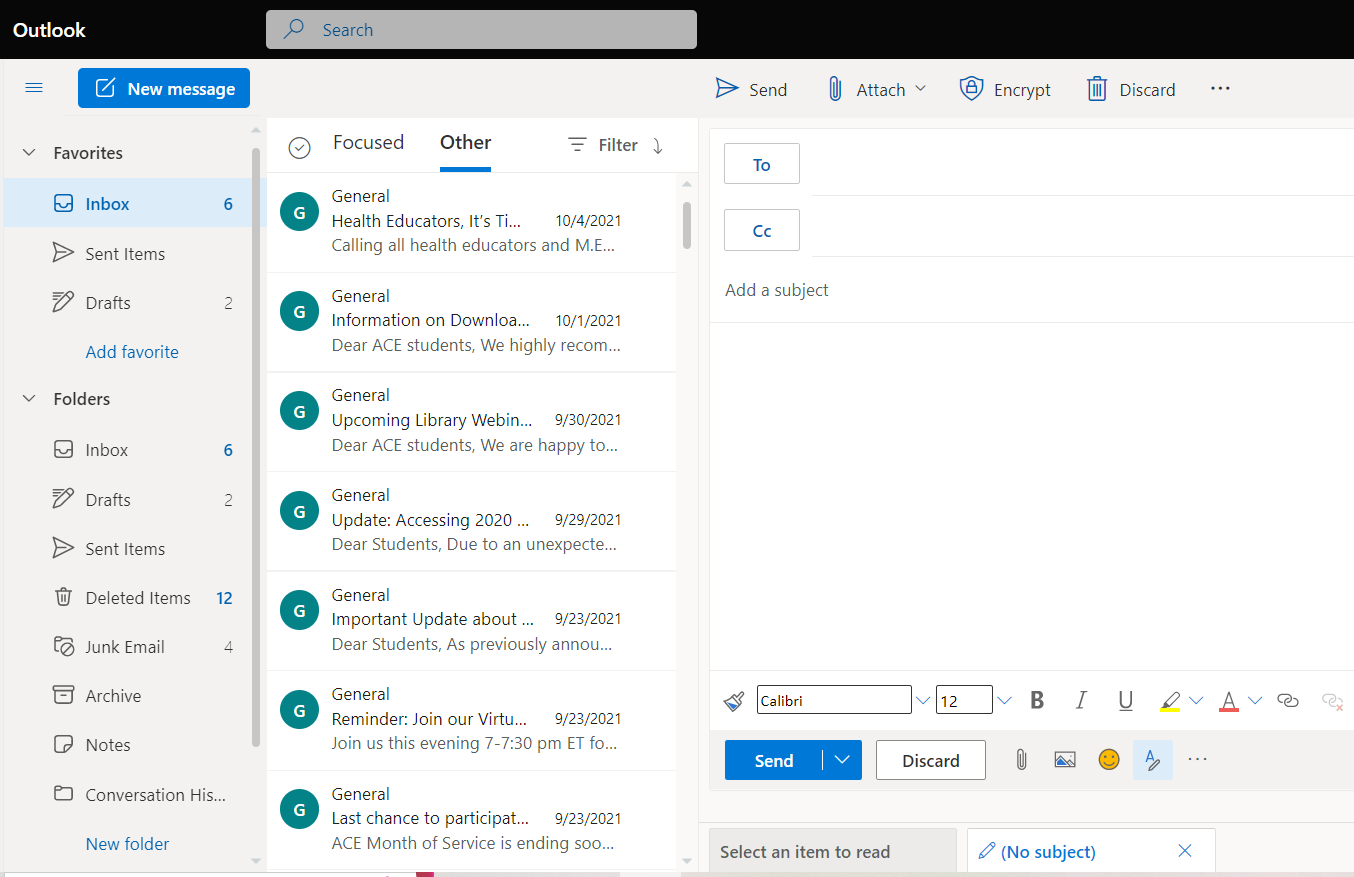 Outlook
Search
New message
Send
Attach
Encrypt
Discard
Favorites
Inbox 6
Sent Items
Drafts 2
Add favorite
Folders
Inbox 6
Drafts 2
Sent Items
Deleted Items 12
Junk Email 4
Archive
Notes
Conversation His...
New folder
Focused
Other
Filter
G
General
Health Educators, It’s Ti... 10/4/2021
Calling all health educators and M.E...
G
General
Information on Downloa... 10/1/2021
Dear ACE students, We highly recom...
G
General
Upcoming Library Webin... 9/30/2021
Dear ACE students, We are happy to...
G
General
Update: Accessing 2020 ... 9/29/2021
Dear Students, Due to an unexpecte...
G
General
Important Update about ... 9/23/2021
Dear Students, As previously annou...
G
General
Reminder: Join our Virtu... 9/23/2021
Join us this evening 7-7:30 pm ET fo...
G
General
Last chance to participat... 9/23/2021
ACE Month of Service is ending soo...
To
Cc
Add a subject
Calibri 12 B I U A
Send
Discard
Select an item to read
(No subject)